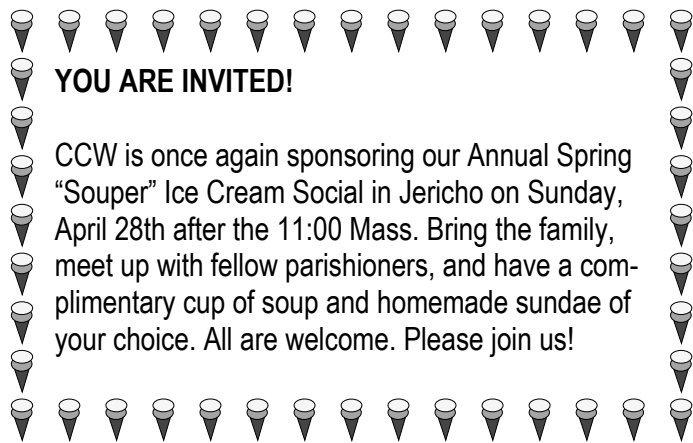 YOU ARE INVITED!
CCW is once again sponsoring our Annual Spring
“Souper” Ice Cream Social in Jericho on Sunday,
April 28th after the 11:00 Mass. Bring the family,
meet up with fellow parishioners, and have a com-
plimentary cup of soup and homemade sundae of
your choice. All are welcome. Please join us!